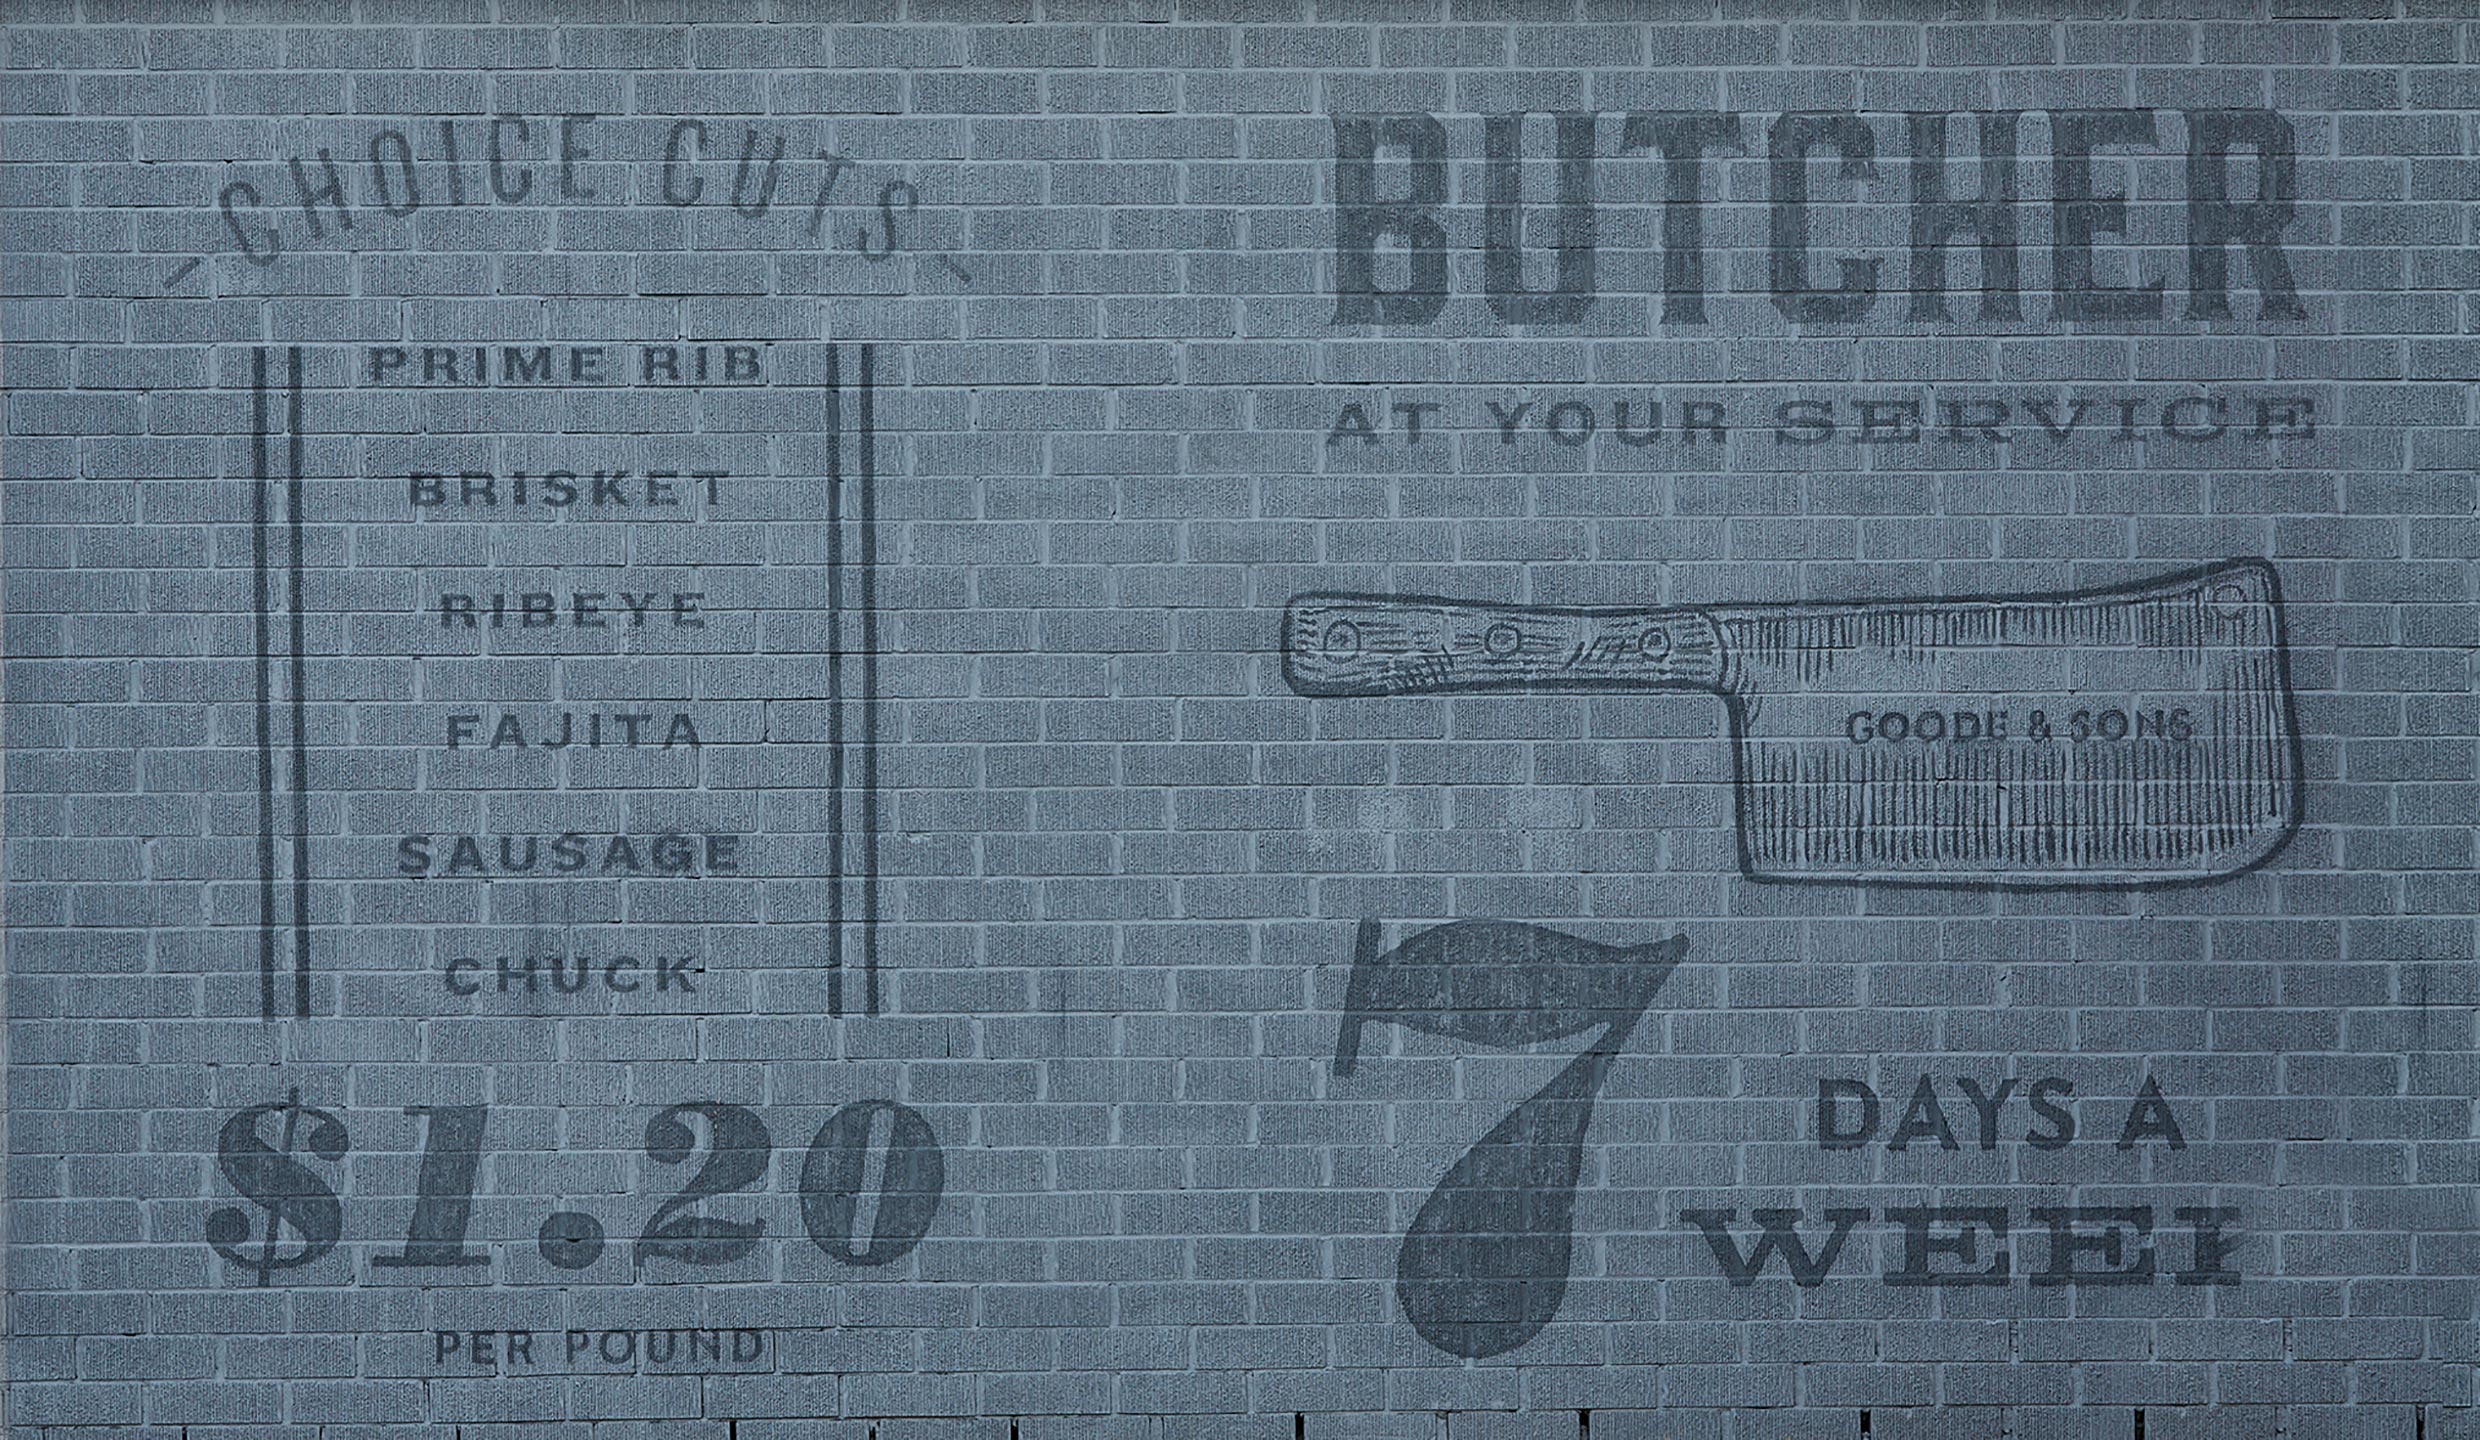 CHOICE CUTS
PRIME RIB
BRISKET
RIBEYE
FAJITA
SAUSAGE
CHUCK
$1.20
PER POUND
BUTCHER
AT YOUR SERVICE
GOODE & SONS
7
DAYS A
WEEK